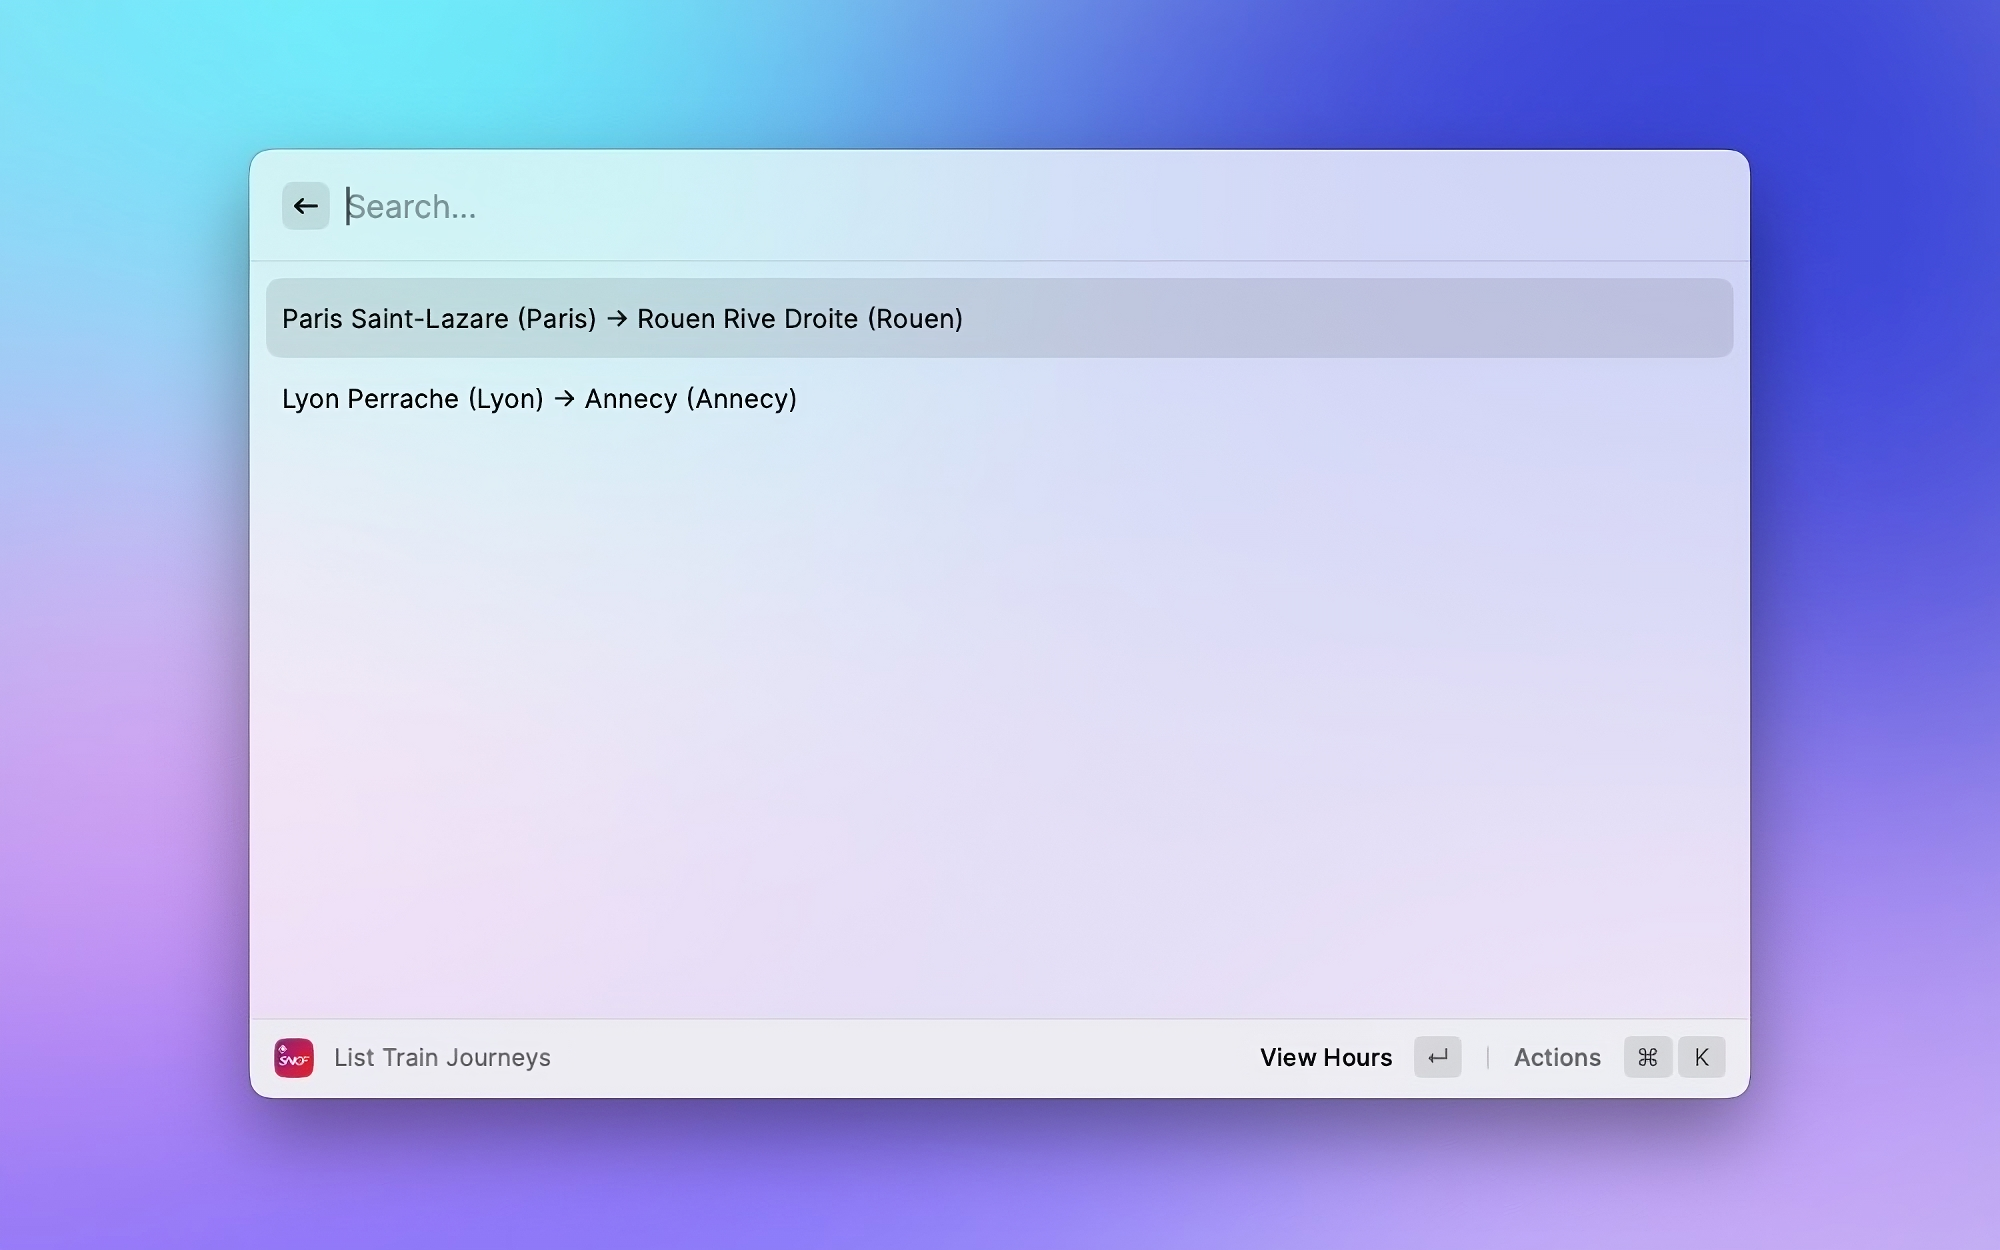 Search...
Paris Saint-Lazare (Paris) → Rouen Rive Droite (Rouen)
Lyon Perrache (Lyon) → Annecy (Annecy)
SNCF List Train Journeys View Hours ↵ Actions ⌘ K